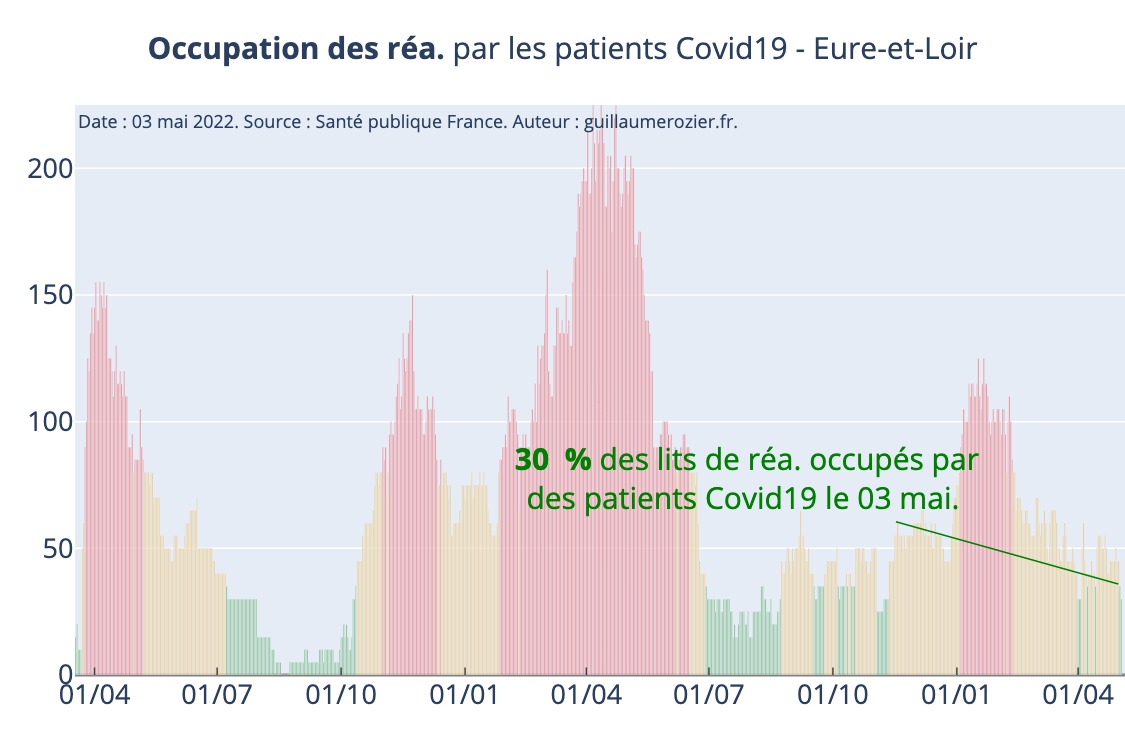 Occupation des réa. par les patients Covid19 - Eure-et-Loir
Date : 03 mai 2022. Source : Santé publique France. Auteur : guillaumerozier.fr.
200
150
100
30  % des lits de réa. occupés par
des patients Covid19 le 03 mai.
50
0
01/04 01/07 01/10 01/01 01/04 01/07 01/10 01/01 01/04